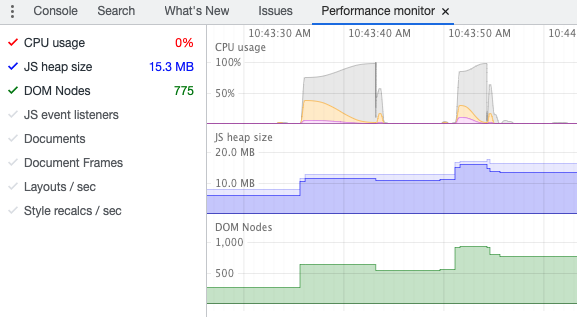 Console Search What's New Issues Performance monitor ×
CPU usage 0%
JS heap size 15.3 MB
DOM Nodes 775
JS event listeners
Documents
Document Frames
Layouts / sec
Style recalcs / sec
10:43:30 AM 10:43:40 AM 10:43:50 AM 10:44
CPU usage
100%
50%
JS heap size
20.0 MB
10.0 MB
DOM Nodes
1,000
500